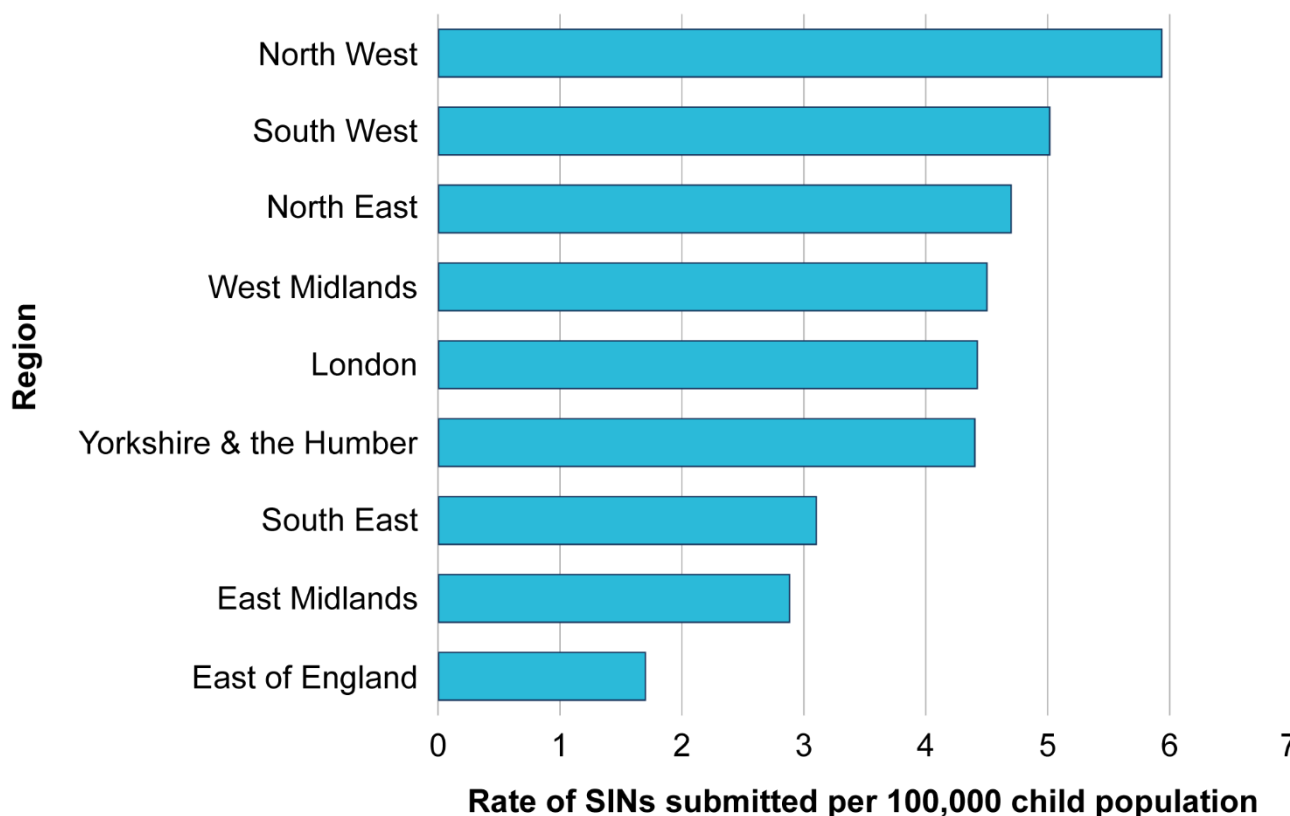 North West
South West
North East
West Midlands
London
Yorkshire & the Humber
South East
East Midlands
East of England
Region
0 1 2 3 4 5 6 7
Rate of SINs submitted per 100,000 child population